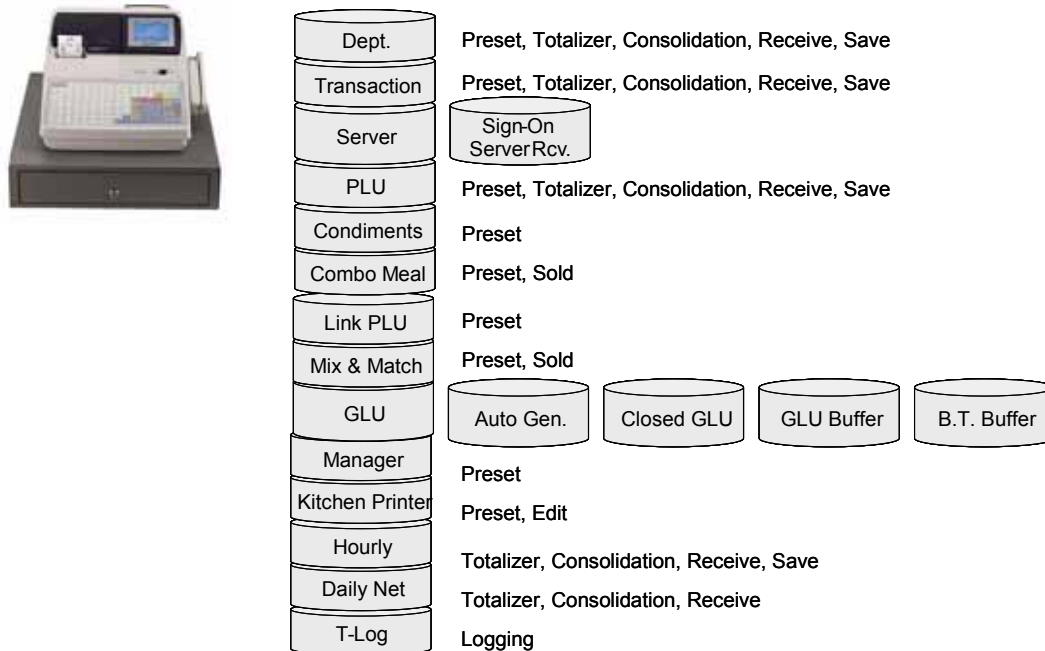 Dept. Preset, Totalizer, Consolidation, Receive, Save
Transaction Preset, Totalizer, Consolidation, Receive, Save
Server Sign-On
Server Rcv.
PLU Preset, Totalizer, Consolidation, Receive, Save
Condiments Preset
Combo Meal Preset, Sold
Link PLU Preset
Mix & Match Preset, Sold
GLU Auto Gen. Closed GLU GLU Buffer B.T. Buffer
Manager Preset
Kitchen Printer Preset, Edit
Hourly Totalizer, Consolidation, Receive, Save
Daily Net Totalizer, Consolidation, Receive
T-Log Logging